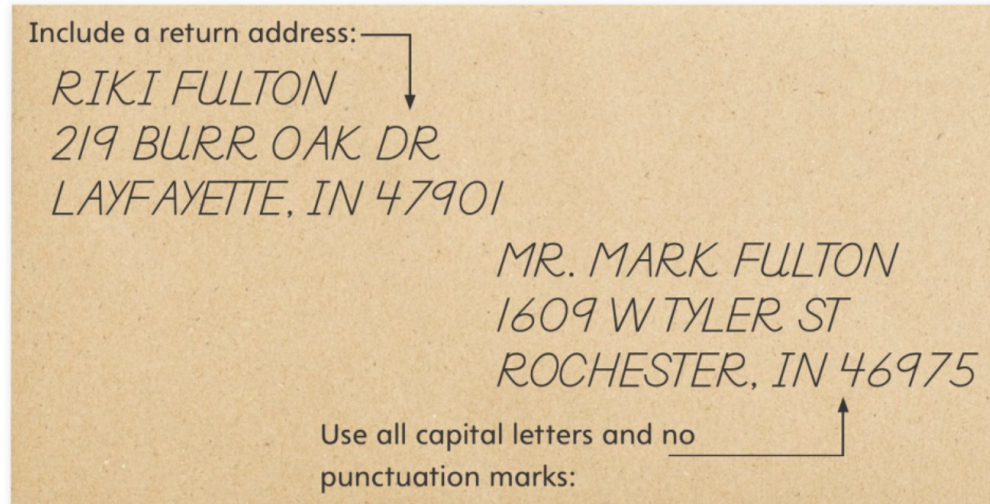 Include a return address:
RIKI FULTON
219 BURR OAK DR
LAYFAYETTE, IN 47901
MR. MARK FULTON
1609 W TYLER ST
ROCHESTER, IN 46975
Use all capital letters and no
punctuation marks: